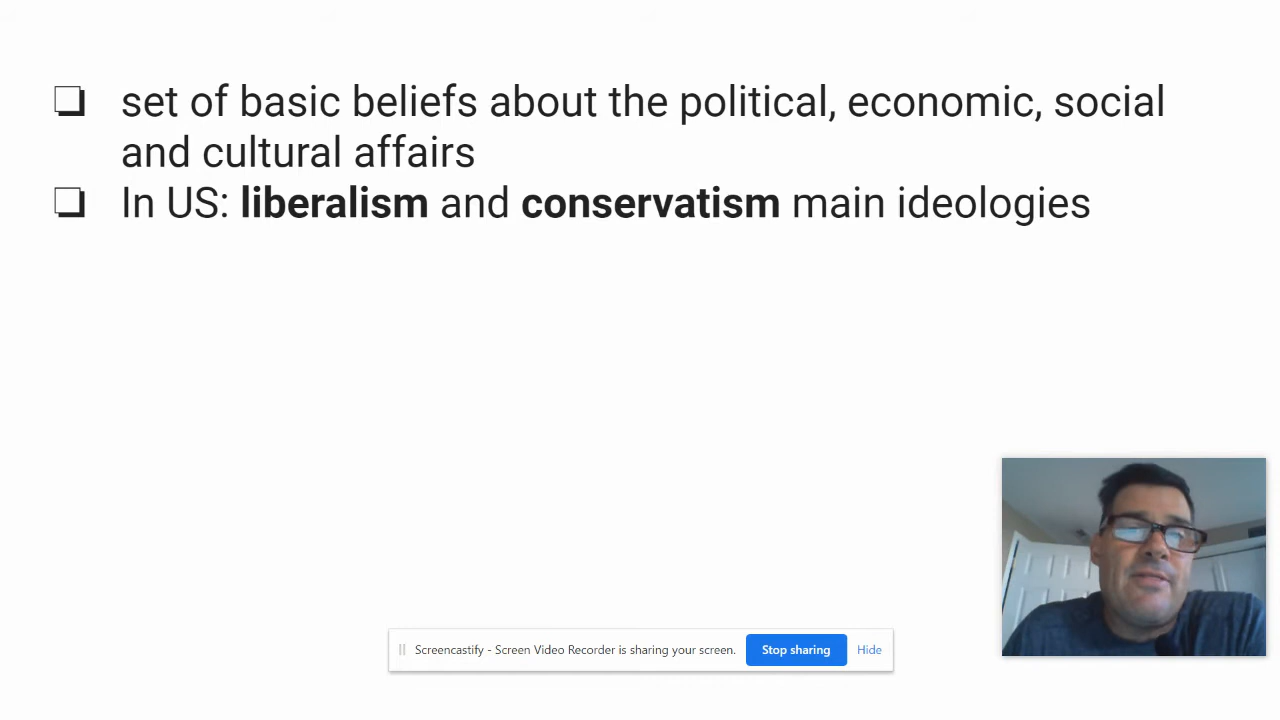 ❏ set of basic beliefs about the political, economic, social
and cultural affairs
❏ In US: liberalism and conservatism main ideologies
Screencastify - Screen Video Recorder is sharing your screen. Stop sharing Hide